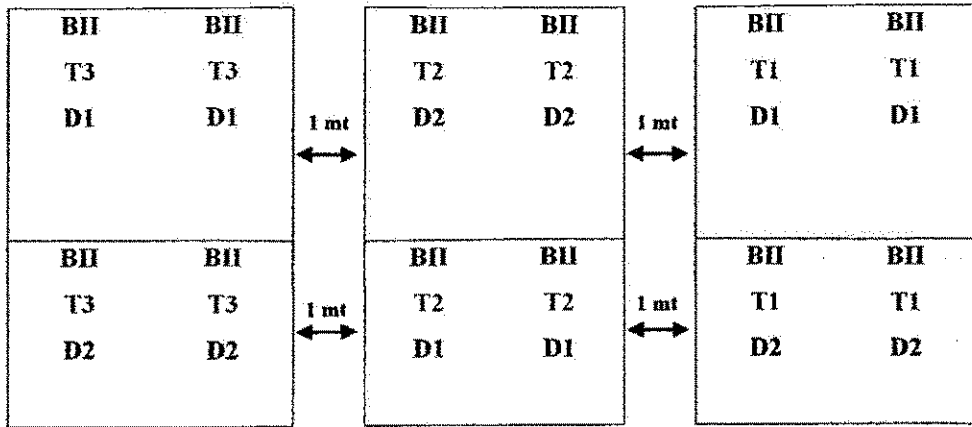 BII BII BII BII BII BII
T3 T3 T2 T2 T1 T1
D1 D1 D2 D2 D1 D1
1 mt 1 mt
BII BII BII BII BII BII
T3 T3 T2 T2 T1 T1
1 mt 1 mt
D2 D2 D1 D1 D2 D2